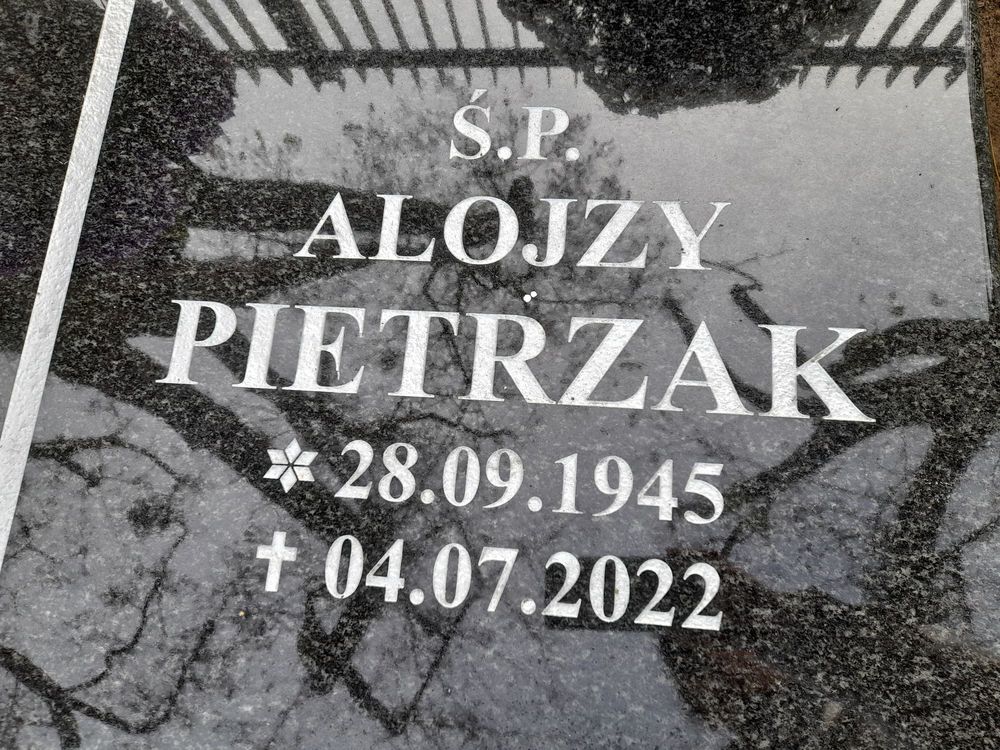 Ś.P.
ALOJZY
PIETRZAK
28.09.1945
04.07.2022